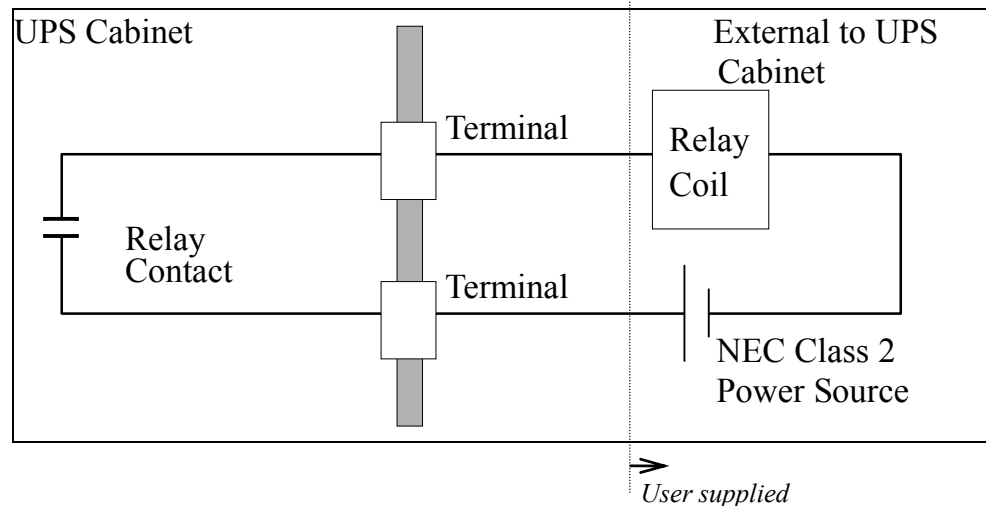 UPS Cabinet
External to UPS
Cabinet
Terminal
Relay
Coil
Relay
Contact
Terminal
NEC Class 2
Power Source
User supplied